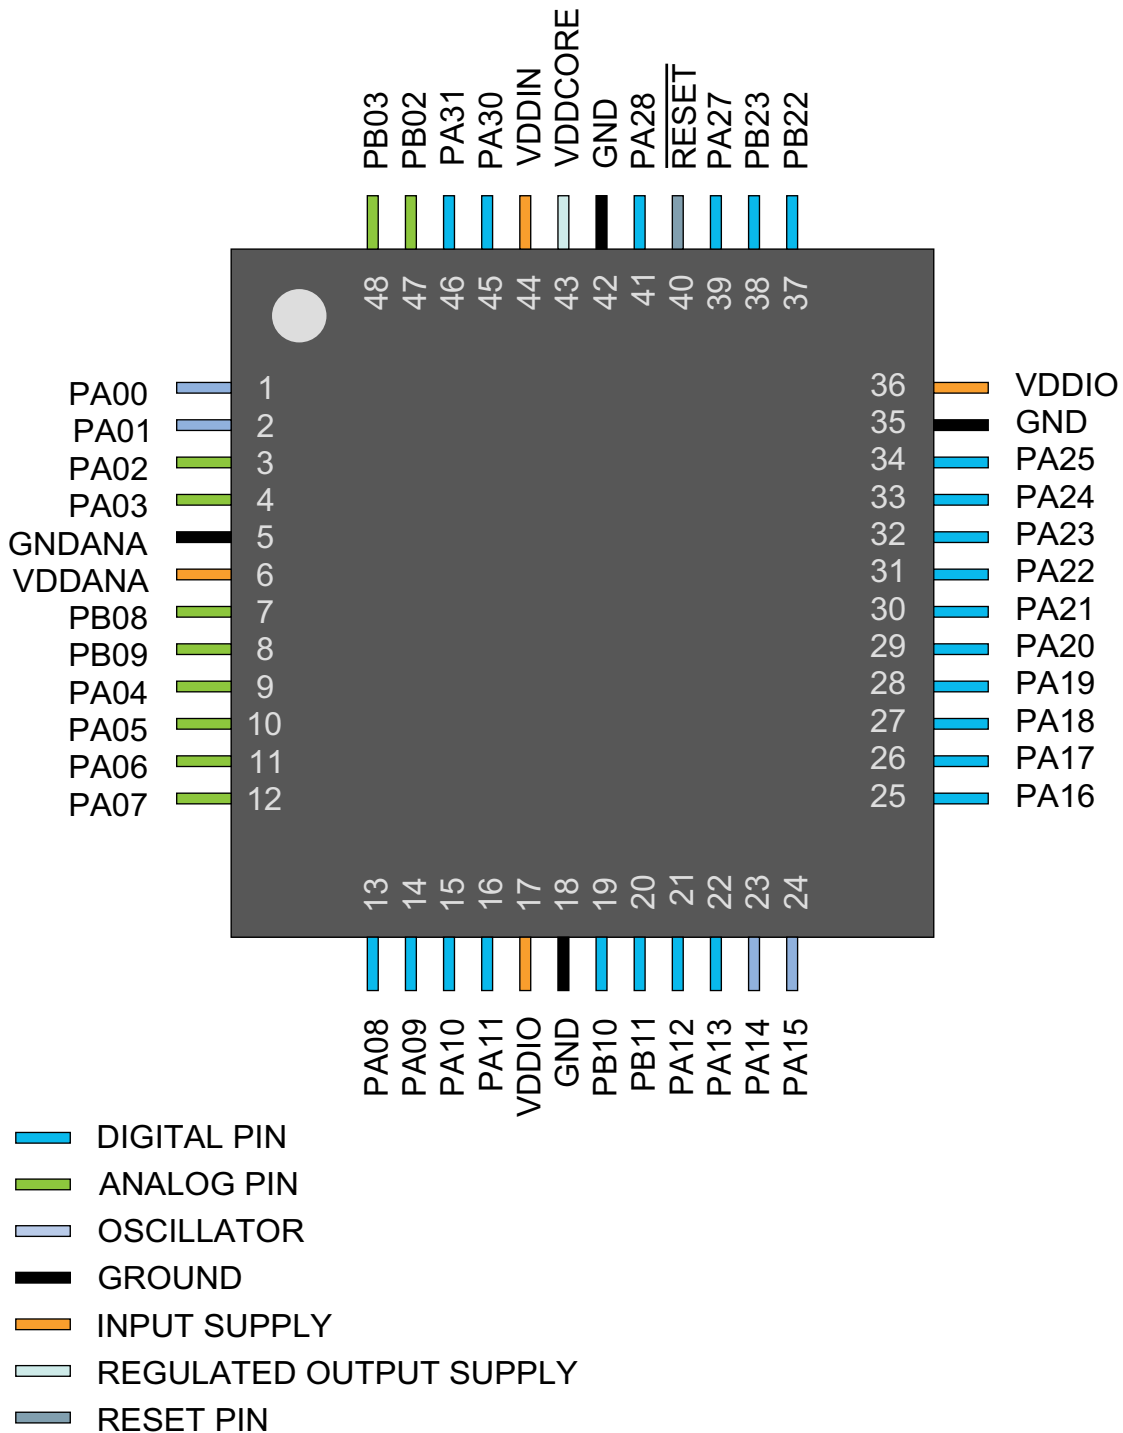 PB03
PB02
PA31
PA30
VDDIN
VDDCORE
GND
PA28
RESET
PA27
PB23
PB22
48
47
46
45
44
43
42
41
40
39
38
37
PA00 1
PA01 2
PA02 3
PA03 4
GNDANA 5
VDDANA 6
PB08 7
PB09 8
PA04 9
PA05 10
PA06 11
PA07 12
36 VDDIO
35 GND
34 PA25
33 PA24
32 PA23
31 PA22
30 PA21
29 PA20
28 PA19
27 PA18
26 PA17
25 PA16
13
14
15
16
17
18
19
20
21
22
23
24
PA08
PA09
PA10
PA11
VDDIO
GND
PB10
PB11
PA12
PA13
PA14
PA15
DIGITAL PIN
ANALOG PIN
OSCILLATOR
GROUND
INPUT SUPPLY
REGULATED OUTPUT SUPPLY
RESET PIN